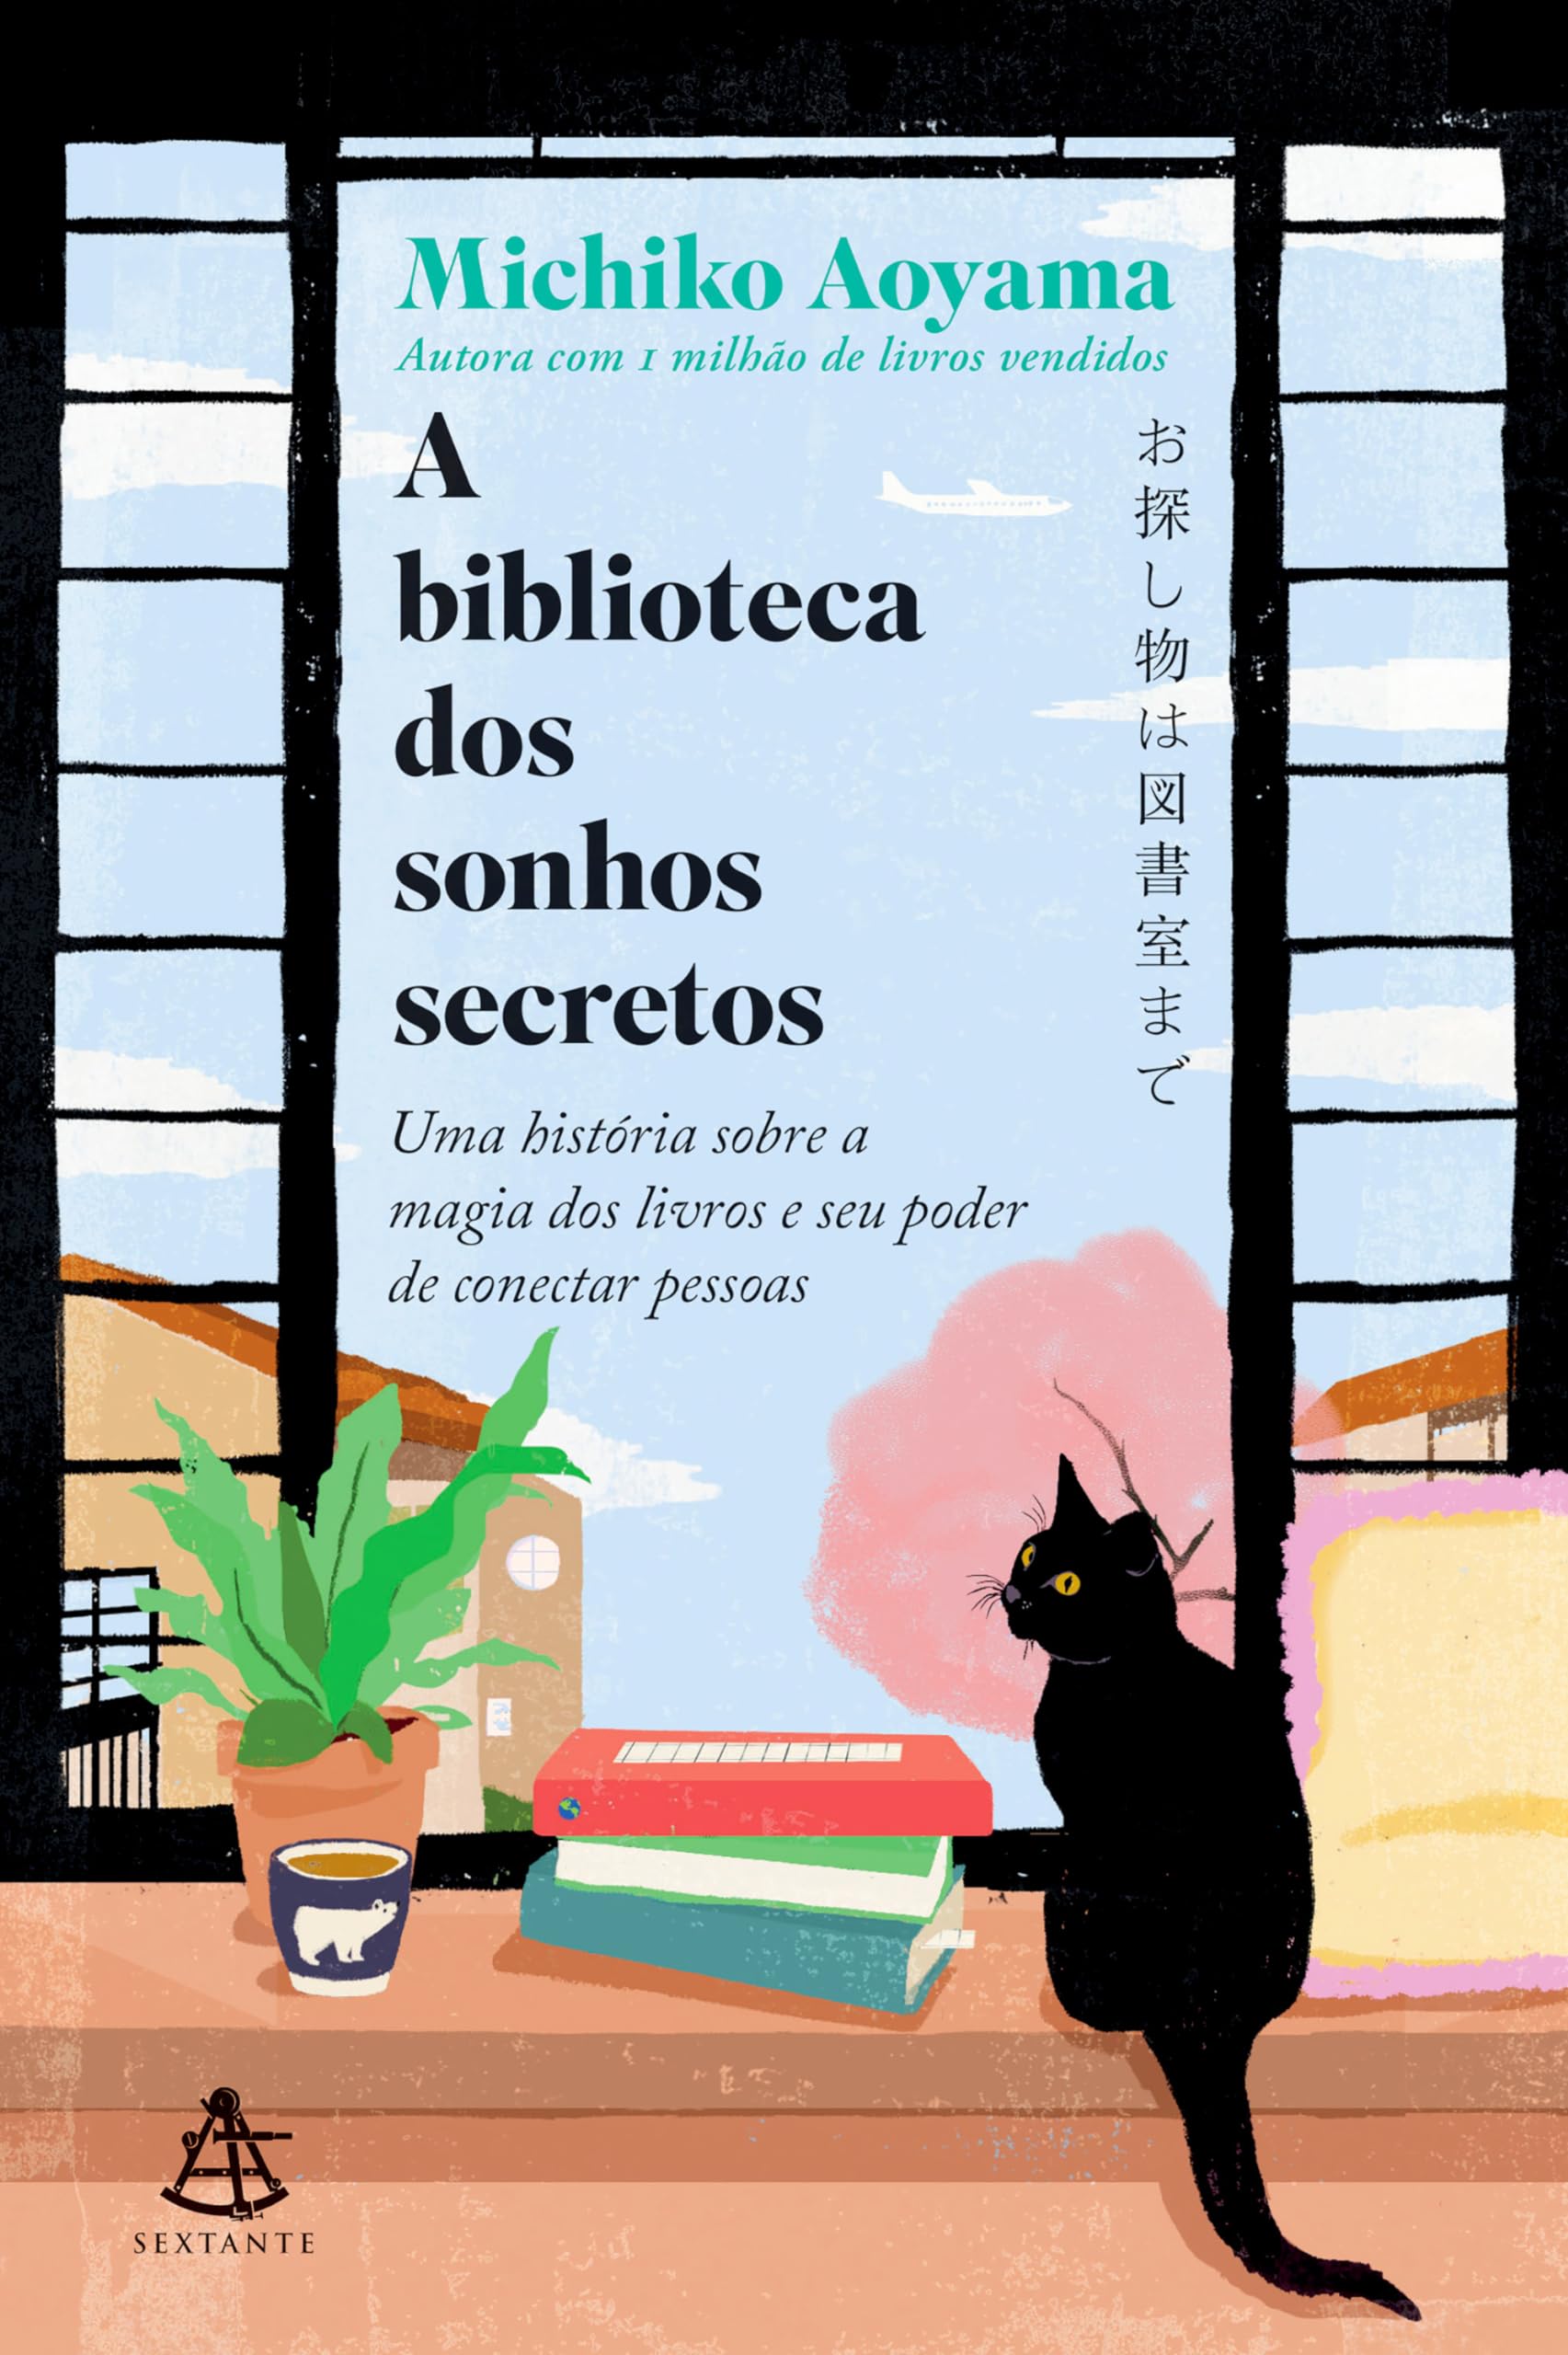 Michiko Aoyama
Autora com 1 milhão de livros vendidos
A
biblioteca
dos
sonhos
secretos
お探し物は図書室まで
Uma história sobre a
magia dos livros e seu poder
de conectar pessoas
SEXTANTE